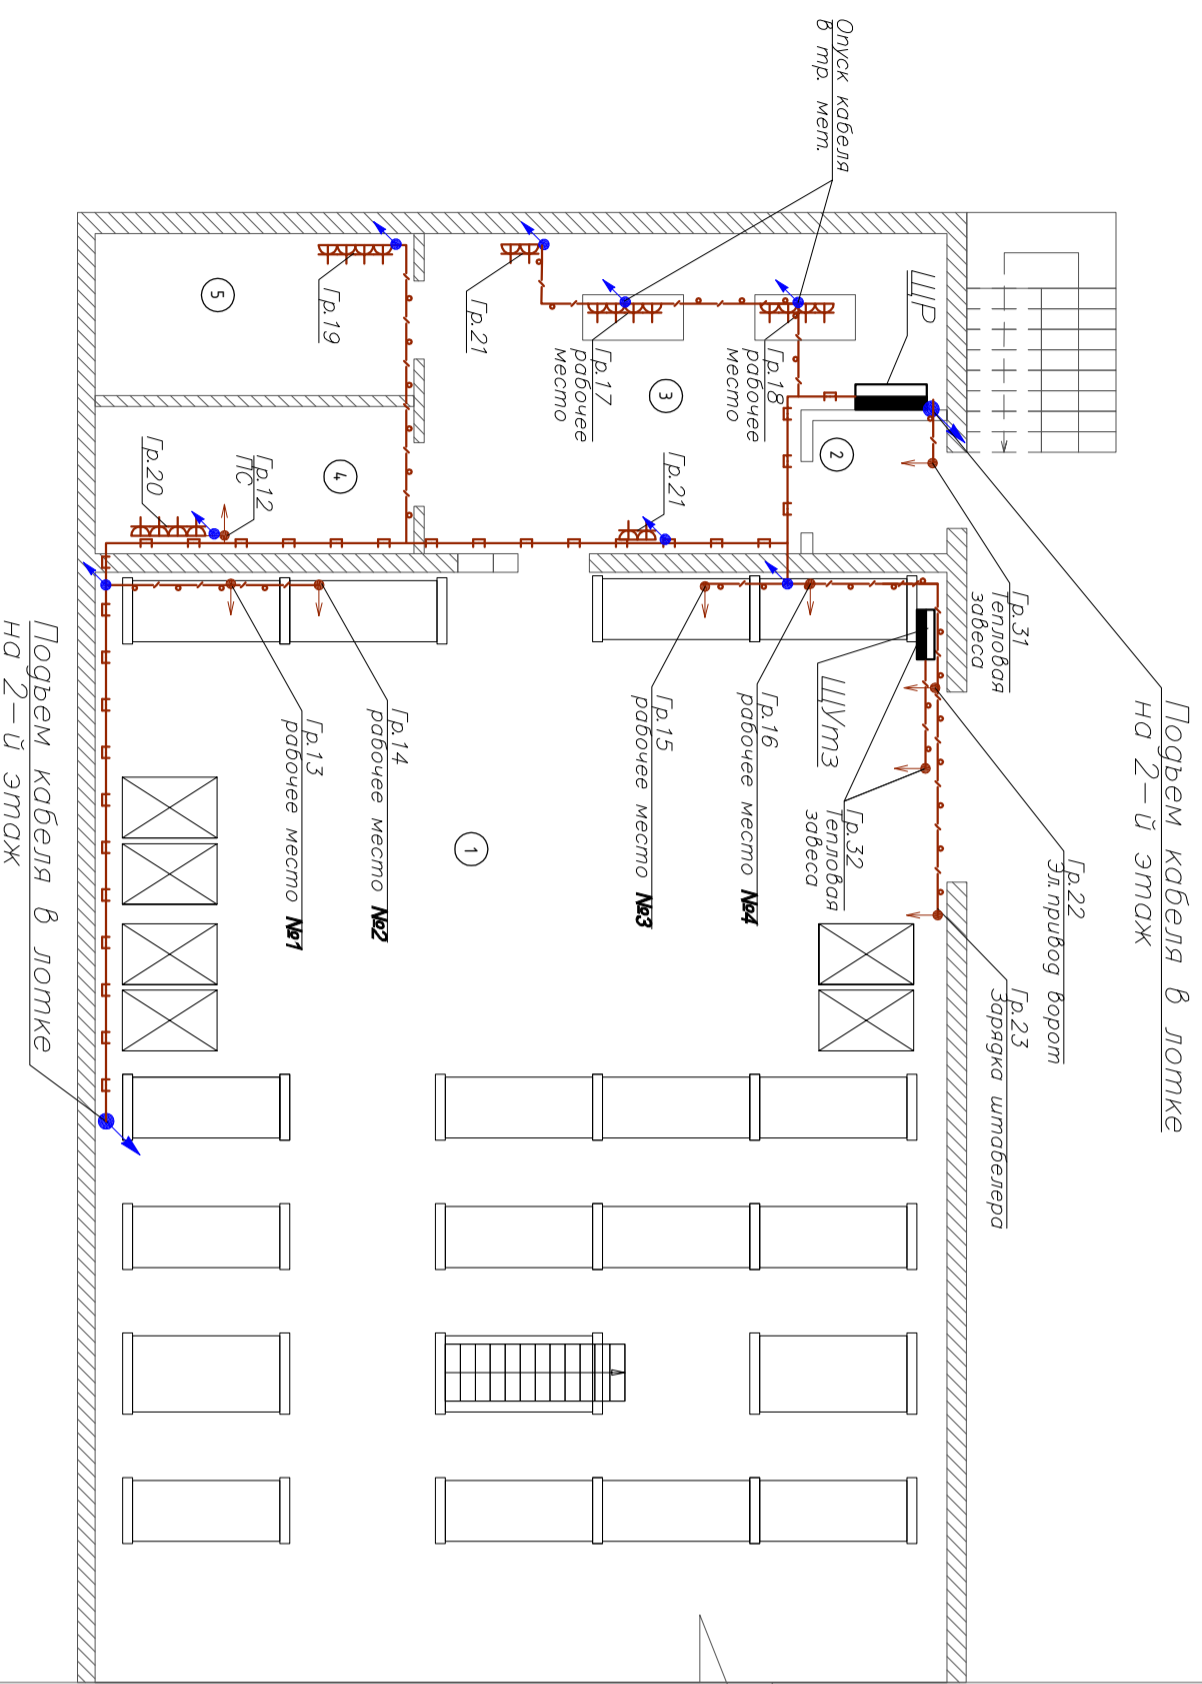 Подъем кабеля в лотке
на 2-й этаж
Опуск кабеля
в тр. мет.
ЩР
Гр.31
Тепловая
завеса
Гр.22
Эл.привод ворот
Гр.23
Зарядка штабелера
2
Гр.18
рабочее
место
3
Гр.17
рабочее
место
Гр.21
Гр.21
Гр.19
5
4
Гр.12
ПС
Гр.20
ЩУт3
Гр.32
Тепловая
завеса
Гр.16
рабочее место №4
Гр.15
рабочее место №3
1
Гр.14
рабочее место №2
Гр.13
рабочее место №1
Подъем кабеля в лотке
на 2-й этаж